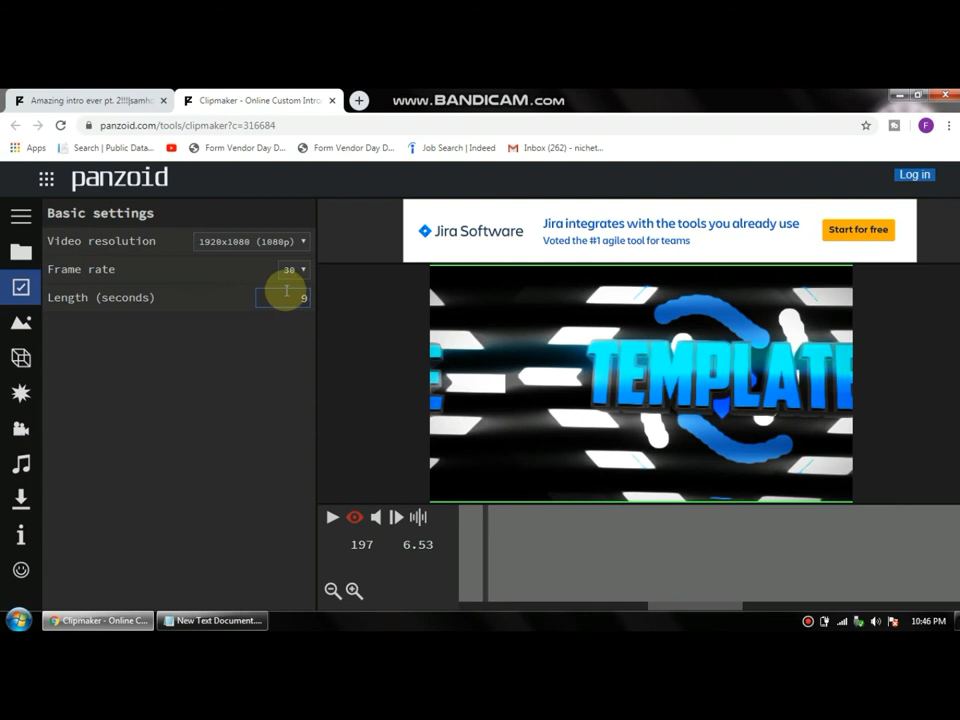 Amazing intro ever pt. 2!!!|samh
Clipmaker - Online Custom Intro
www.BANDICAM.com
panzoid.com/tools/clipmaker?c=316684
F
Apps
Search | Public Data...
Form Vendor Day D...
Form Vendor Day D...
Job Search | Indeed
Inbox (262) - nichet...
panzoid
Log in
Basic settings
Video resolution
1920x1080 (1080p)
Frame rate
30
Length (seconds)
9
Jira Software
Jira integrates with the tools you already use
Voted the #1 agile tool for teams
Start for free
E
TEMPLATE
197
6.53
Clipmaker - Online C...
New Text Document....
10:46 PM